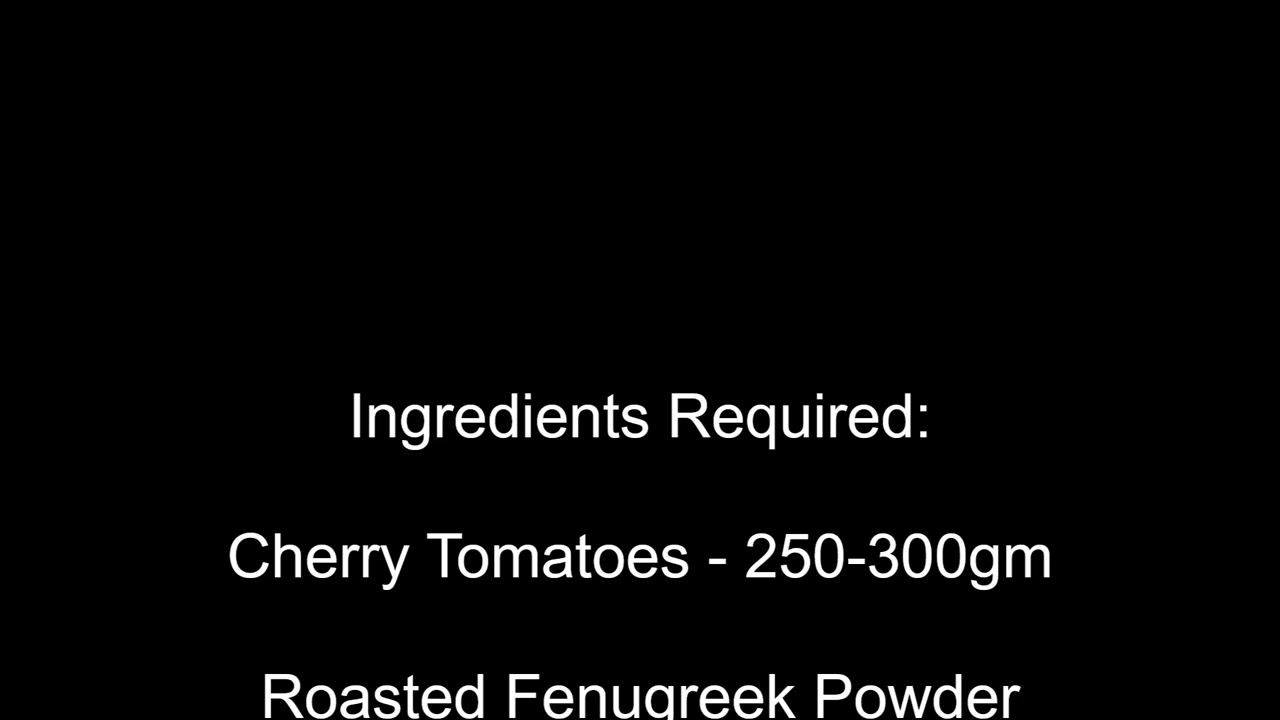 Ingredients Required:
Cherry Tomatoes - 250-300gm
Roasted Fenugreek Powder